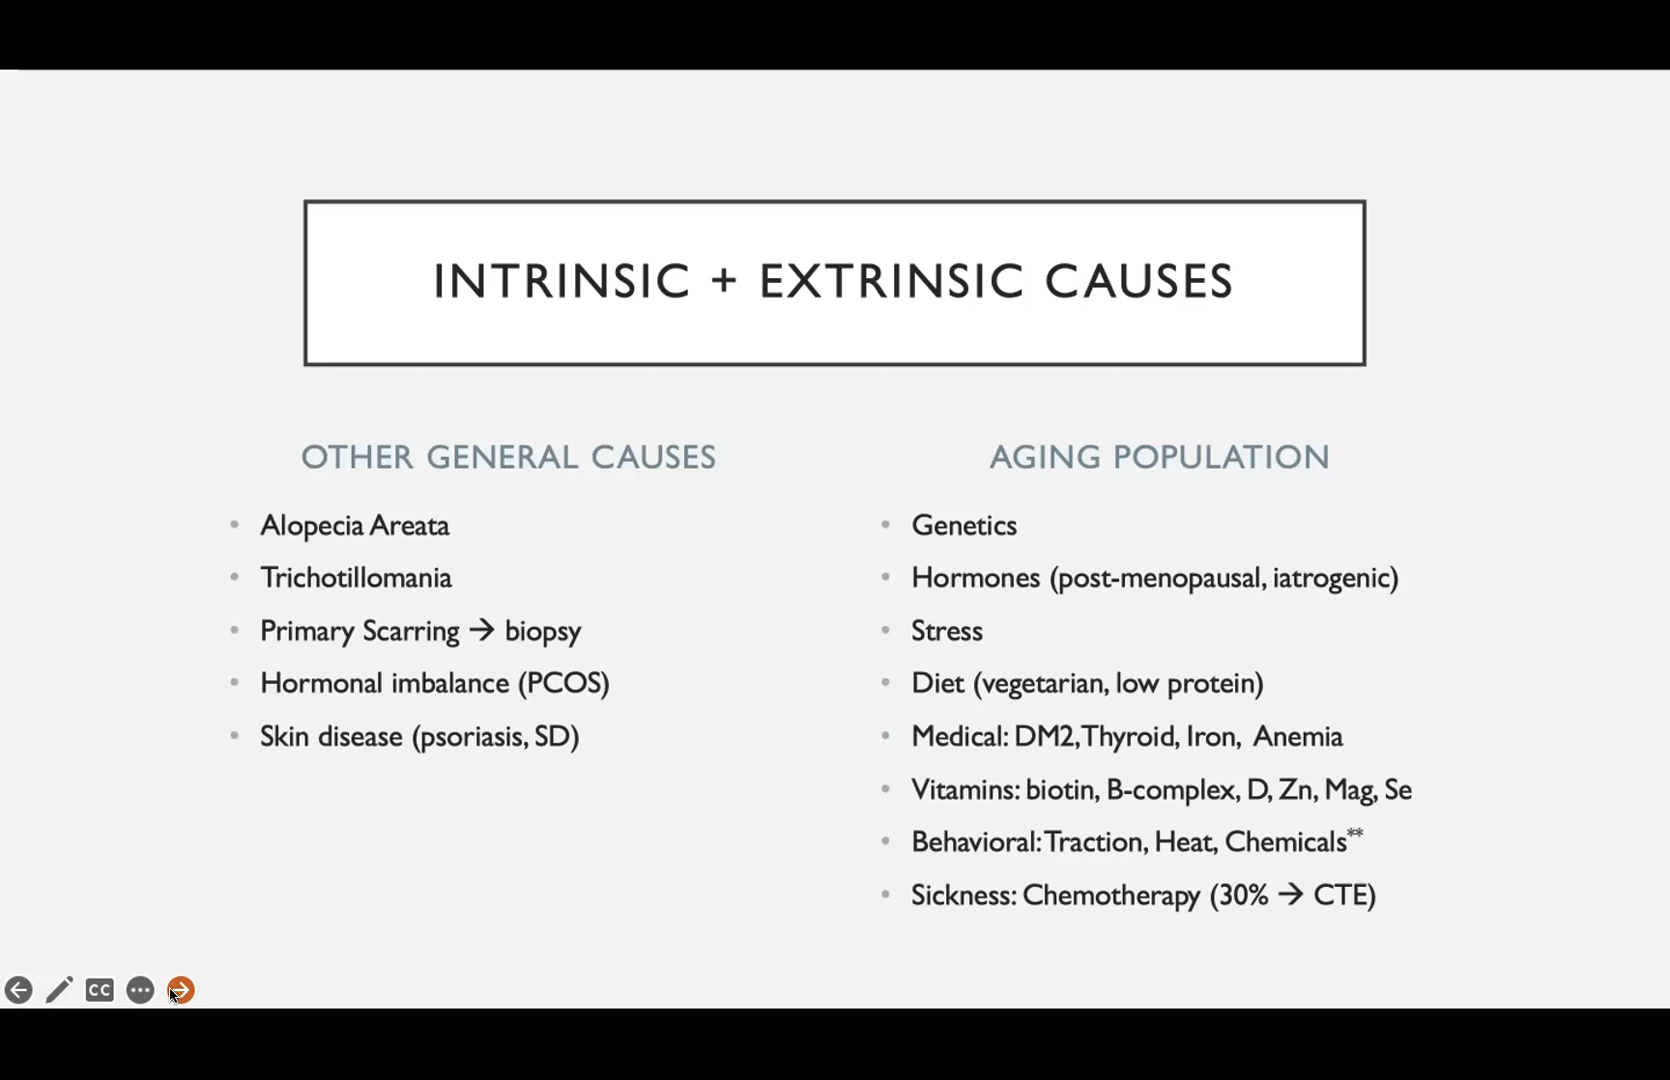 INTRINSIC + EXTRINSIC CAUSES
OTHER GENERAL CAUSES
• Alopecia Areata
• Trichotillomania
• Primary Scarring → biopsy
• Hormonal imbalance (PCOS)
• Skin disease (psoriasis, SD)
AGING POPULATION
• Genetics
• Hormones (post-menopausal, iatrogenic)
• Stress
• Diet (vegetarian, low protein)
• Medical: DM2, Thyroid, Iron, Anemia
• Vitamins: biotin, B-complex, D, Zn, Mag, Se
• Behavioral: Traction, Heat, Chemicals**
• Sickness: Chemotherapy (30% → CTE)
CC